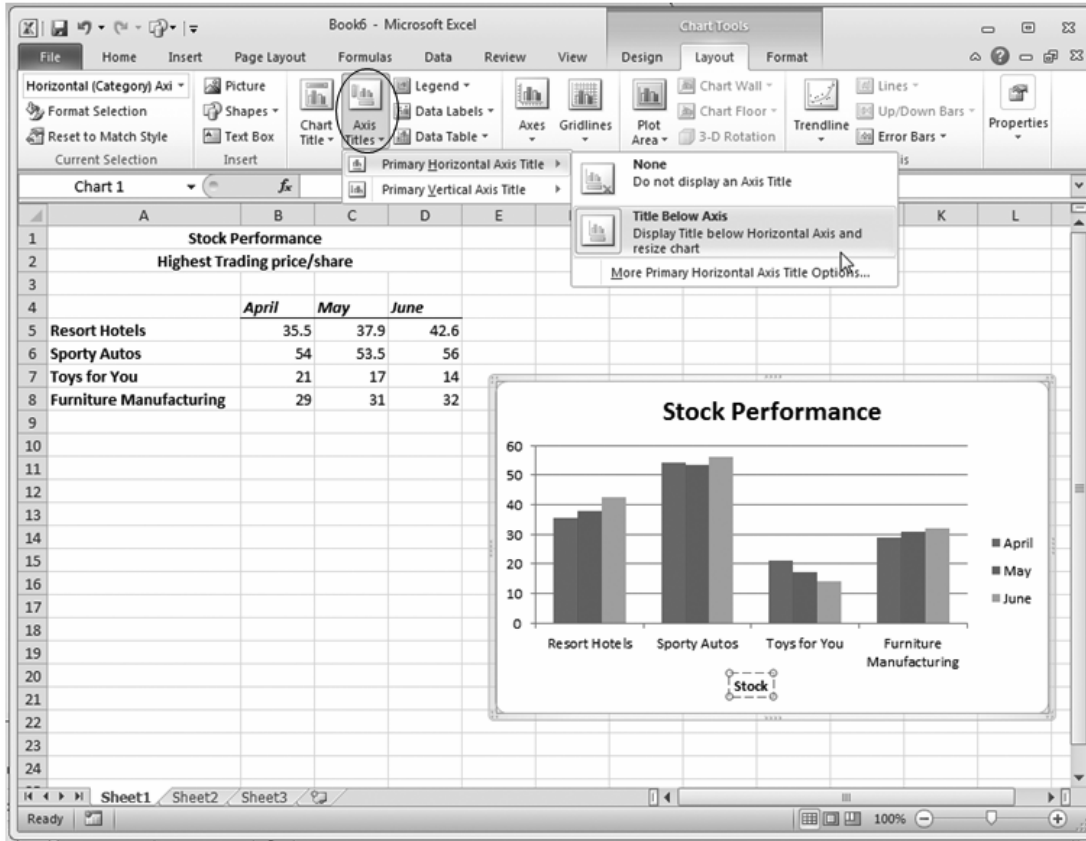 Book6 - Microsoft Excel
Chart Tools
File Home Insert Page Layout Formulas Data Review View Design Layout Format
Horizontal (Category) Axi
Format Selection
Reset to Match Style
Current Selection
Picture
Shapes
Text Box
Insert
Chart Title
Axis Titles
Legend
Data Labels
Data Table
Axes
Gridlines
Plot Area
Chart Wall
Chart Floor
3-D Rotation
Trendline
Lines
Up/Down Bars
Error Bars
is
Properties
Primary Horizontal Axis Title
Primary Vertical Axis Title
None
Do not display an Axis Title
Title Below Axis
Display Title below Horizontal Axis and
resize chart
More Primary Horizontal Axis Title Options...
Chart 1 fx
A B C D E K L
1 Stock Performance
2 Highest Trading price/share
3
4 April May June
5 Resort Hotels 35.5 37.9 42.6
6 Sporty Autos 54 53.5 56
7 Toys for You 21 17 14
8 Furniture Manufacturing 29 31 32
9
10
11
12
13
14
15
16
17
18
19
20
21
22
23
24
Stock Performance
60
50
40
30
20
10
0
April
May
June
Resort Hotels Sporty Autos Toys for You Furniture
Manufacturing
Stock
Sheet1 Sheet2 Sheet3
Ready 100%